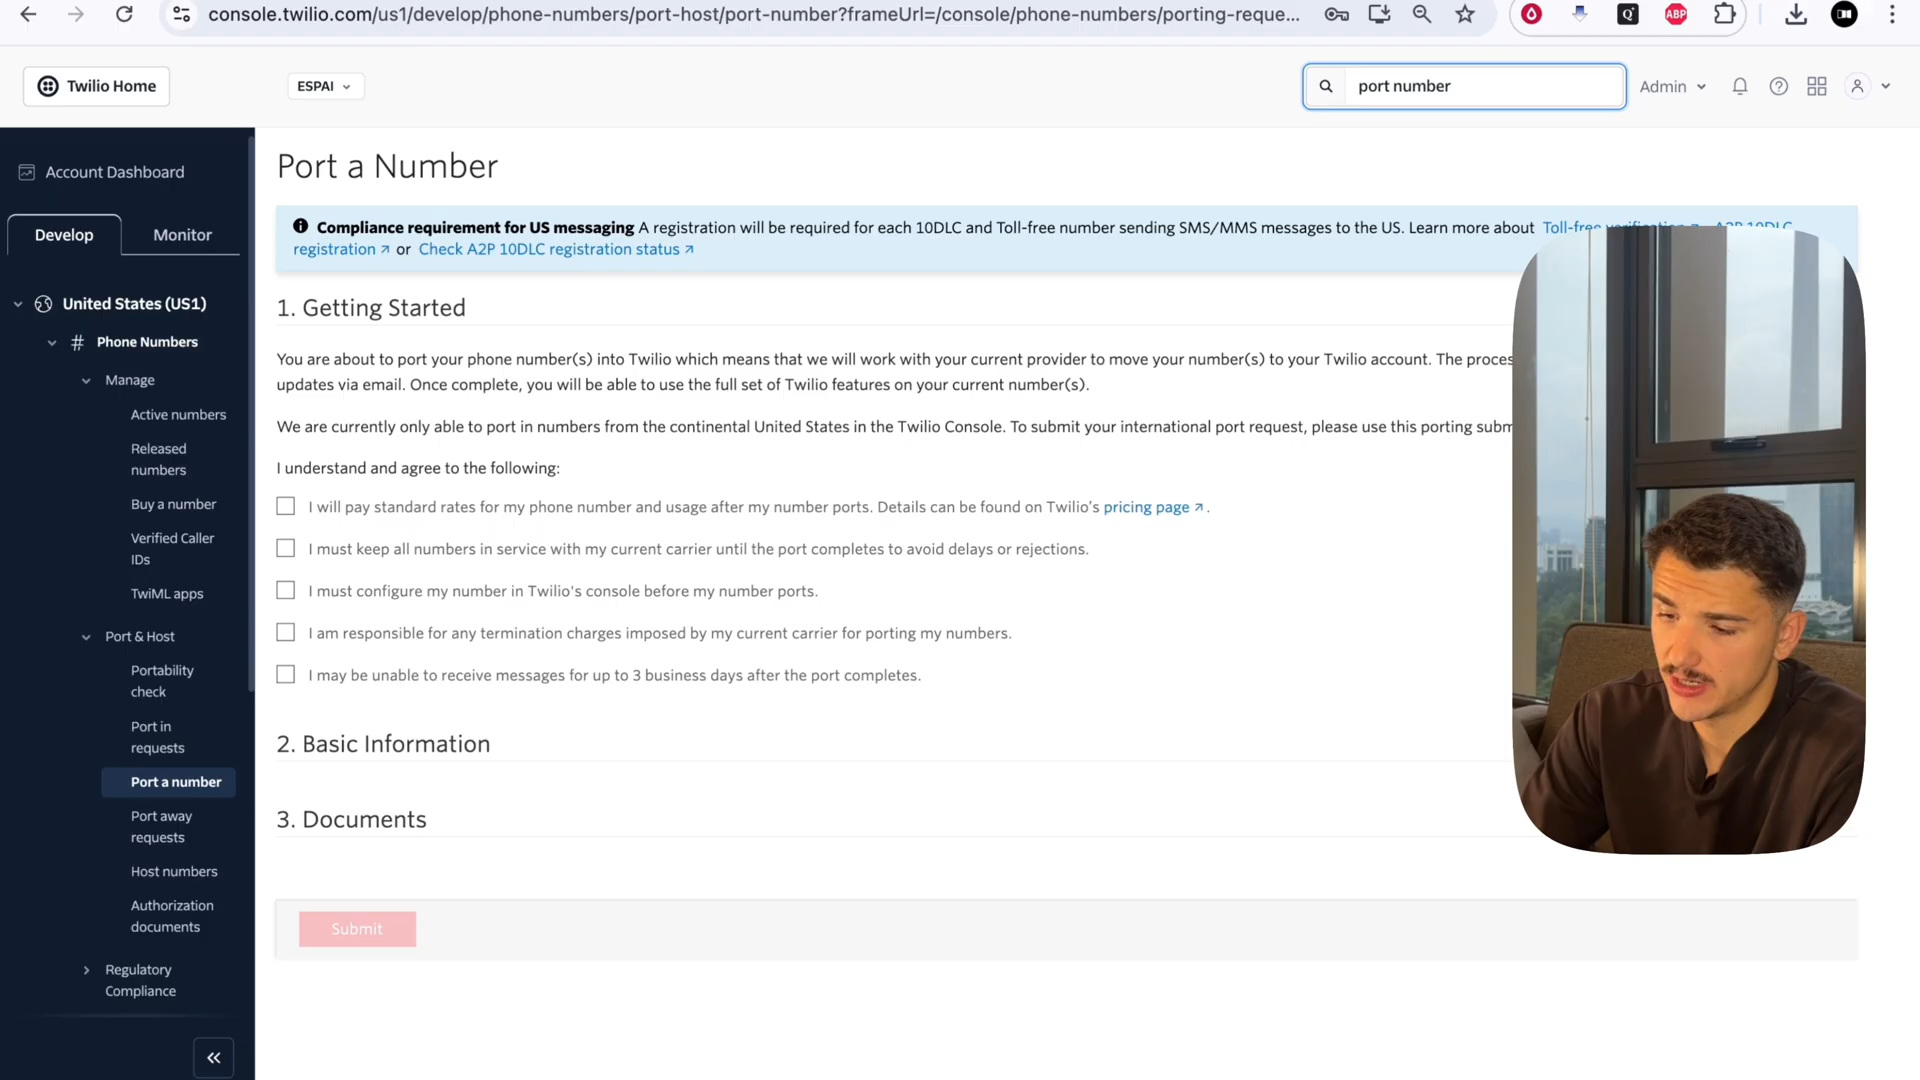 console.twilio.com/us1/develop/phone-numbers/port-host/port-number?frameUrl=/console/phone-numbers/porting-reque...
Q
ABP
Twilio Home
ESPAI
port number
Admin
Account Dashboard
Develop
Monitor
United States (US1)
# Phone Numbers
Manage
Active numbers
Released
numbers
Buy a number
Verified Caller
IDs
TwiML apps
Port & Host
Portability
check
Port in
requests
Port a number
Port away
requests
Host numbers
Authorization
documents
Regulatory
Compliance
Port a Number
Compliance requirement for US messaging A registration will be required for each 10DLC and Toll-free number sending SMS/MMS messages to the US. Learn more about Toll-free verification ↗ A2P 10DLC
registration ↗ or Check A2P 10DLC registration status ↗
1. Getting Started
You are about to port your phone number(s) into Twilio which means that we will work with your current provider to move your number(s) to your Twilio account. The proces
updates via email. Once complete, you will be able to use the full set of Twilio features on your current number(s).
We are currently only able to port in numbers from the continental United States in the Twilio Console. To submit your international port request, please use this porting subm
I understand and agree to the following:
I will pay standard rates for my phone number and usage after my number ports. Details can be found on Twilio's pricing page ↗ .
I must keep all numbers in service with my current carrier until the port completes to avoid delays or rejections.
I must configure my number in Twilio's console before my number ports.
I am responsible for any termination charges imposed by my current carrier for porting my numbers.
I may be unable to receive messages for up to 3 business days after the port completes.
2. Basic Information
3. Documents
Submit